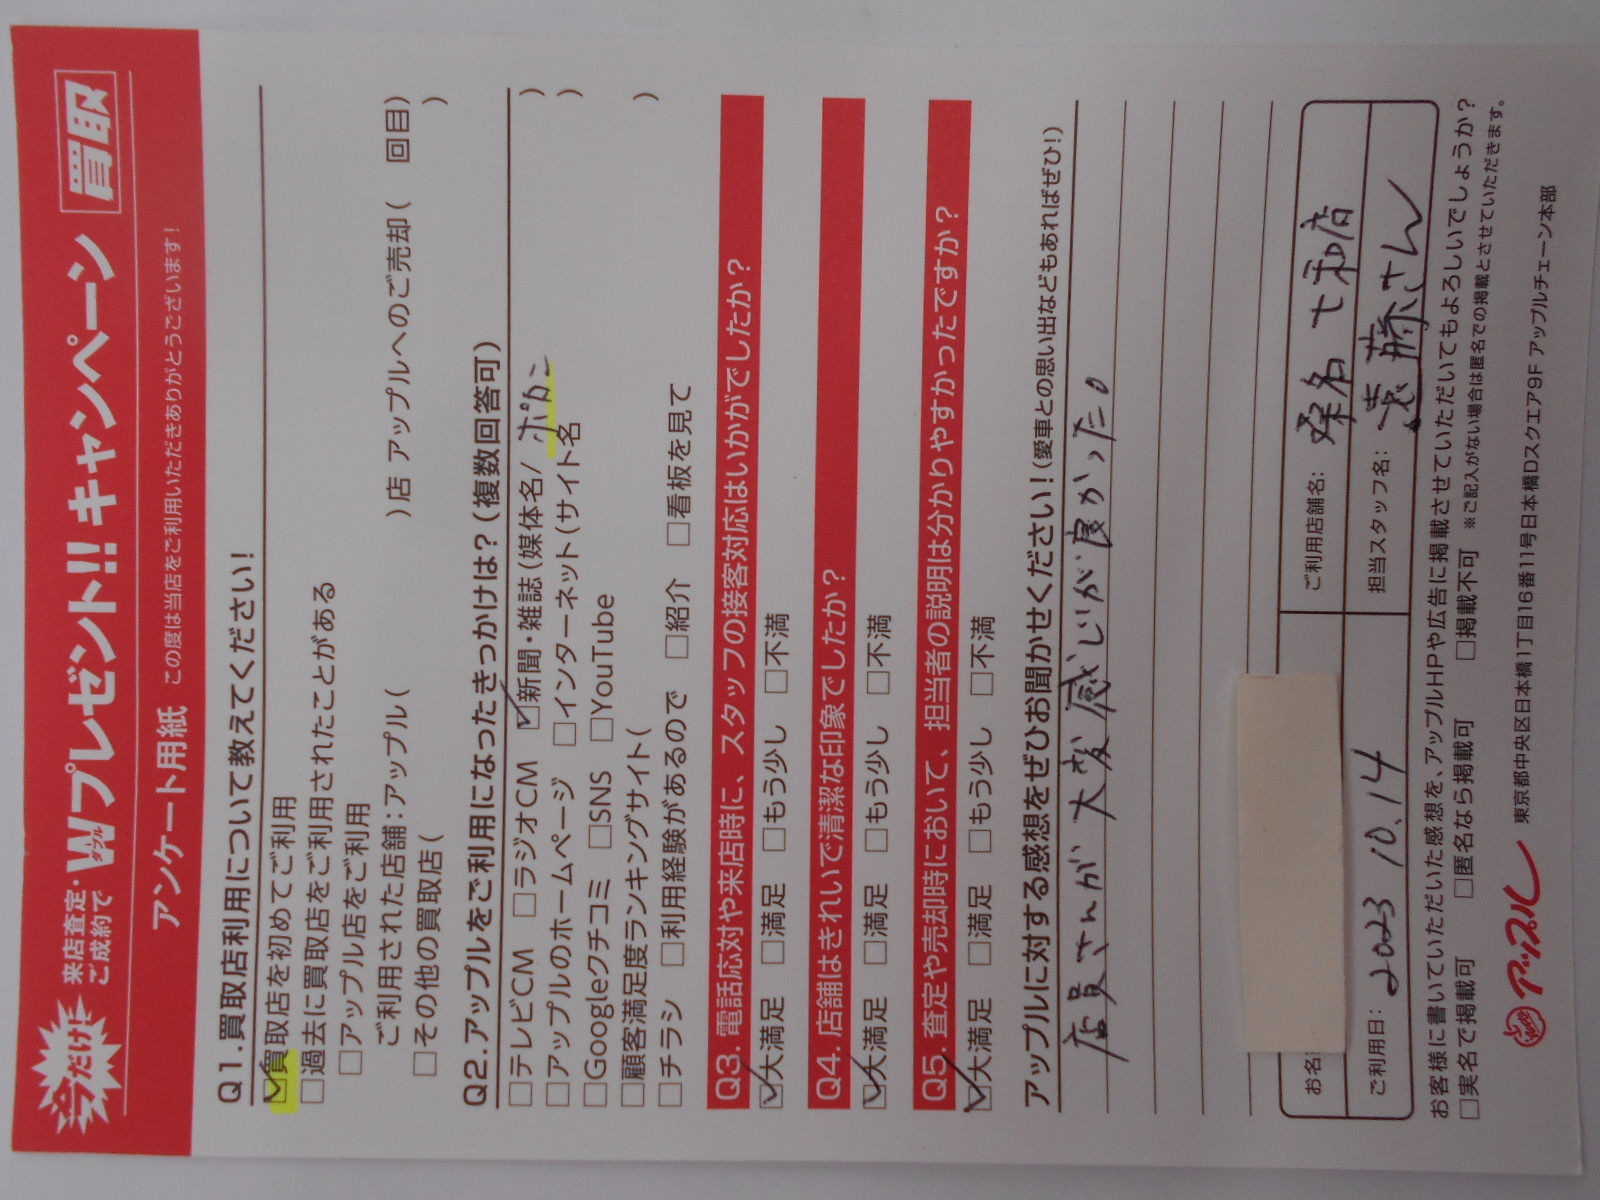 今だけ!
来店査定・ご成約で
W ダブル プレゼント!! キャンペーン 買取
アンケート用紙 この度は当店をご利用いただきありがとうございます!
Q1.買取店利用について教えてください!
☑買取店を初めてご利用
□過去に買取店をご利用されたことがある
□アップル店をご利用
ご利用された店舗:アップル( )店 アップルへのご売却( 回目)
□その他の買取店( )
Q2.アップルをご利用になったきっかけは?(複数回答可)
□テレビCM □ラジオCM ☑新聞・雑誌(媒体名/ ポカン )
□アップルのホームページ □インターネット(サイト名 )
□Googleクチコミ □SNS □YouTube
□顧客満足度ランキングサイト( )
□チラシ □利用経験があるので □紹介 □看板を見て
Q3.電話応対や来店時に、スタッフの接客対応はいかがでしたか?
☑大満足 □満足 □もう少し □不満
Q4.店舗はきれいで清潔な印象でしたか?
☑大満足 □満足 □もう少し □不満
Q5.査定や売却時において、担当者の説明は分かりやすかったですか?
☑大満足 □満足 □もう少し □不満
アップルに対する感想をぜひお聞かせください!(愛車との思い出などもあればぜひ!)
店員さんが大変感じが良かった。
お名 ご利用店舗名: 桑名七和店
ご利用日: 2023 10.14 担当スタッフ名: 遠藤さん
お客様に書いていただいた感想を、アップルHPや広告に掲載させていただいてもよろしいでしょうか?
□実名で掲載可 □匿名なら掲載可 □掲載不可 ※ご記入がない場合は匿名での掲載とさせていただきます。
アップル 東京都中央区日本橋1丁目16番11号日本橋Dスクエア9F アップルチェーン本部